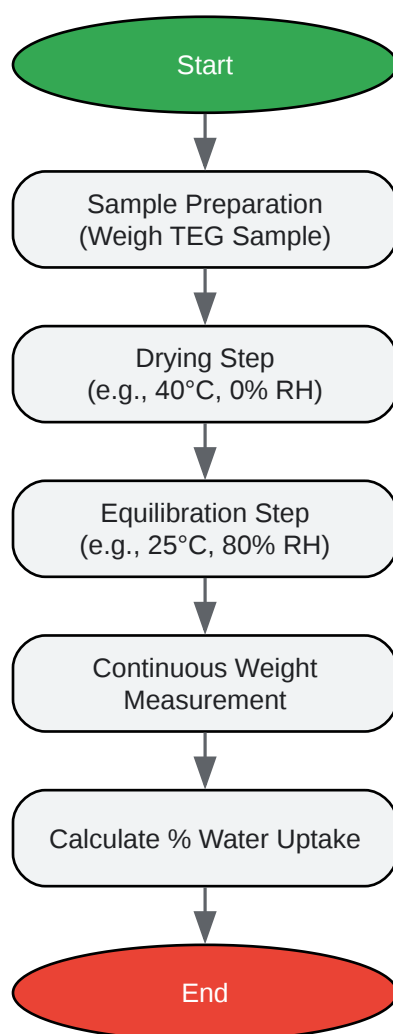 Start
Sample Preparation
(Weigh TEG Sample)
Drying Step
(e.g., 40°C, 0% RH)
Equilibration Step
(e.g., 25°C, 80% RH)
Continuous Weight
Measurement
Calculate % Water Uptake
End